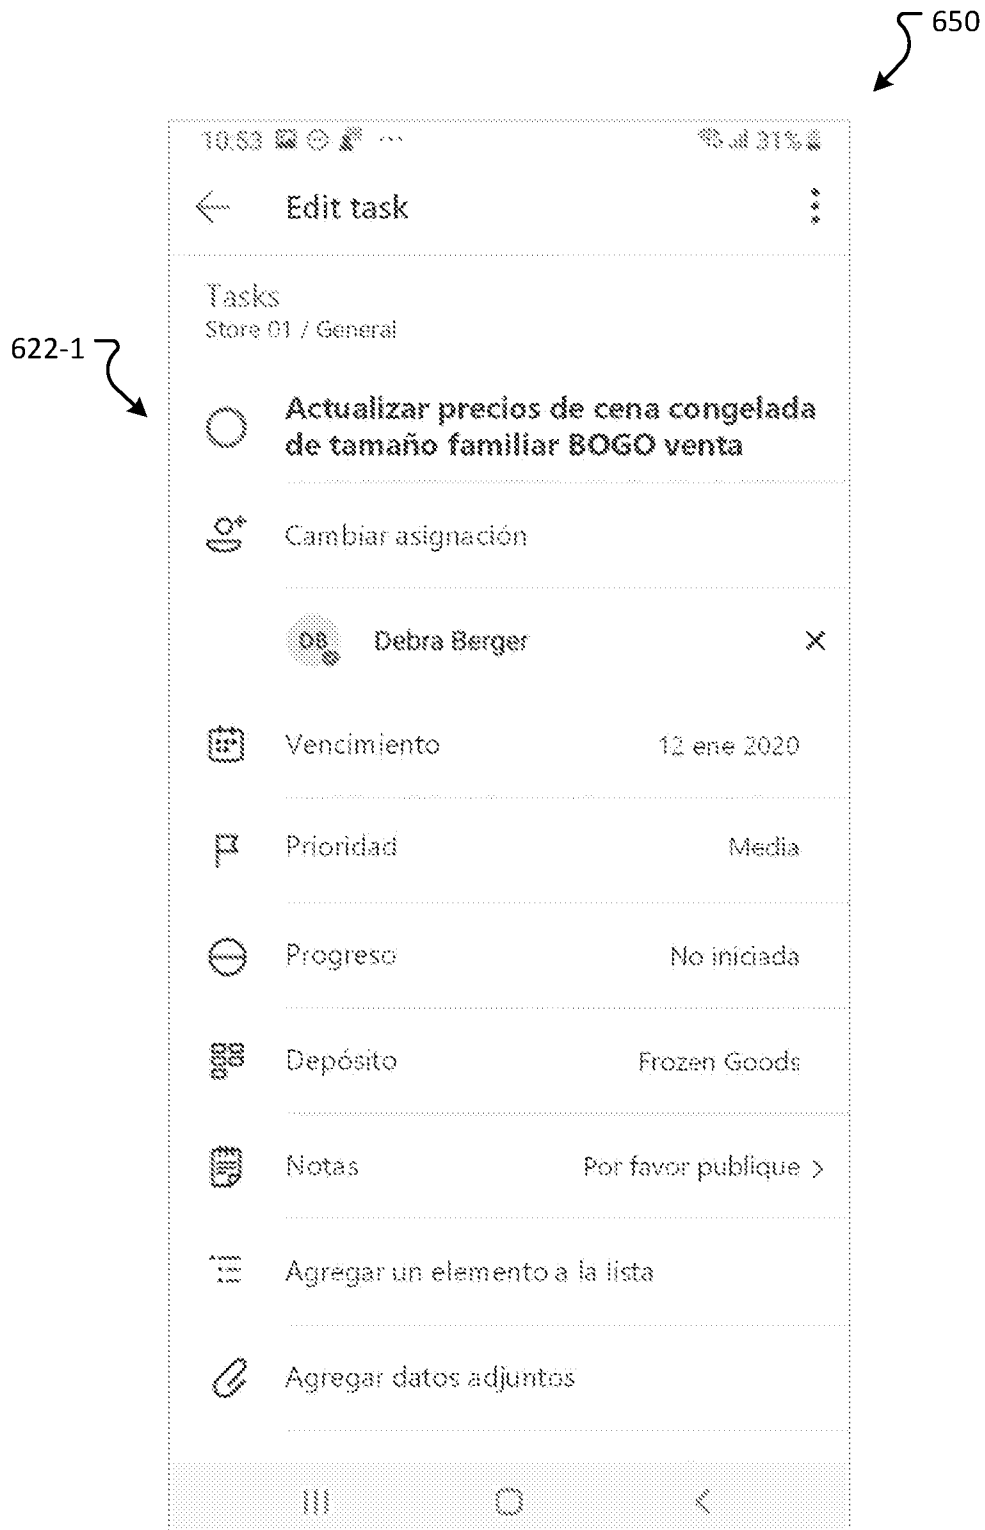 650
10:53 ··· 31%
Edit task
Tasks
Store 01 / General
622-1
Actualizar precios de cena congelada
de tamaño familiar BOGO venta
Cambiar asignación
DB Debra Berger
Vencimiento 12 ene 2020
Prioridad Media
Progreso No iniciada
Depósito Frozen Goods
Notas Por favor publique >
Agregar un elemento a la lista
Agregar datos adjuntos